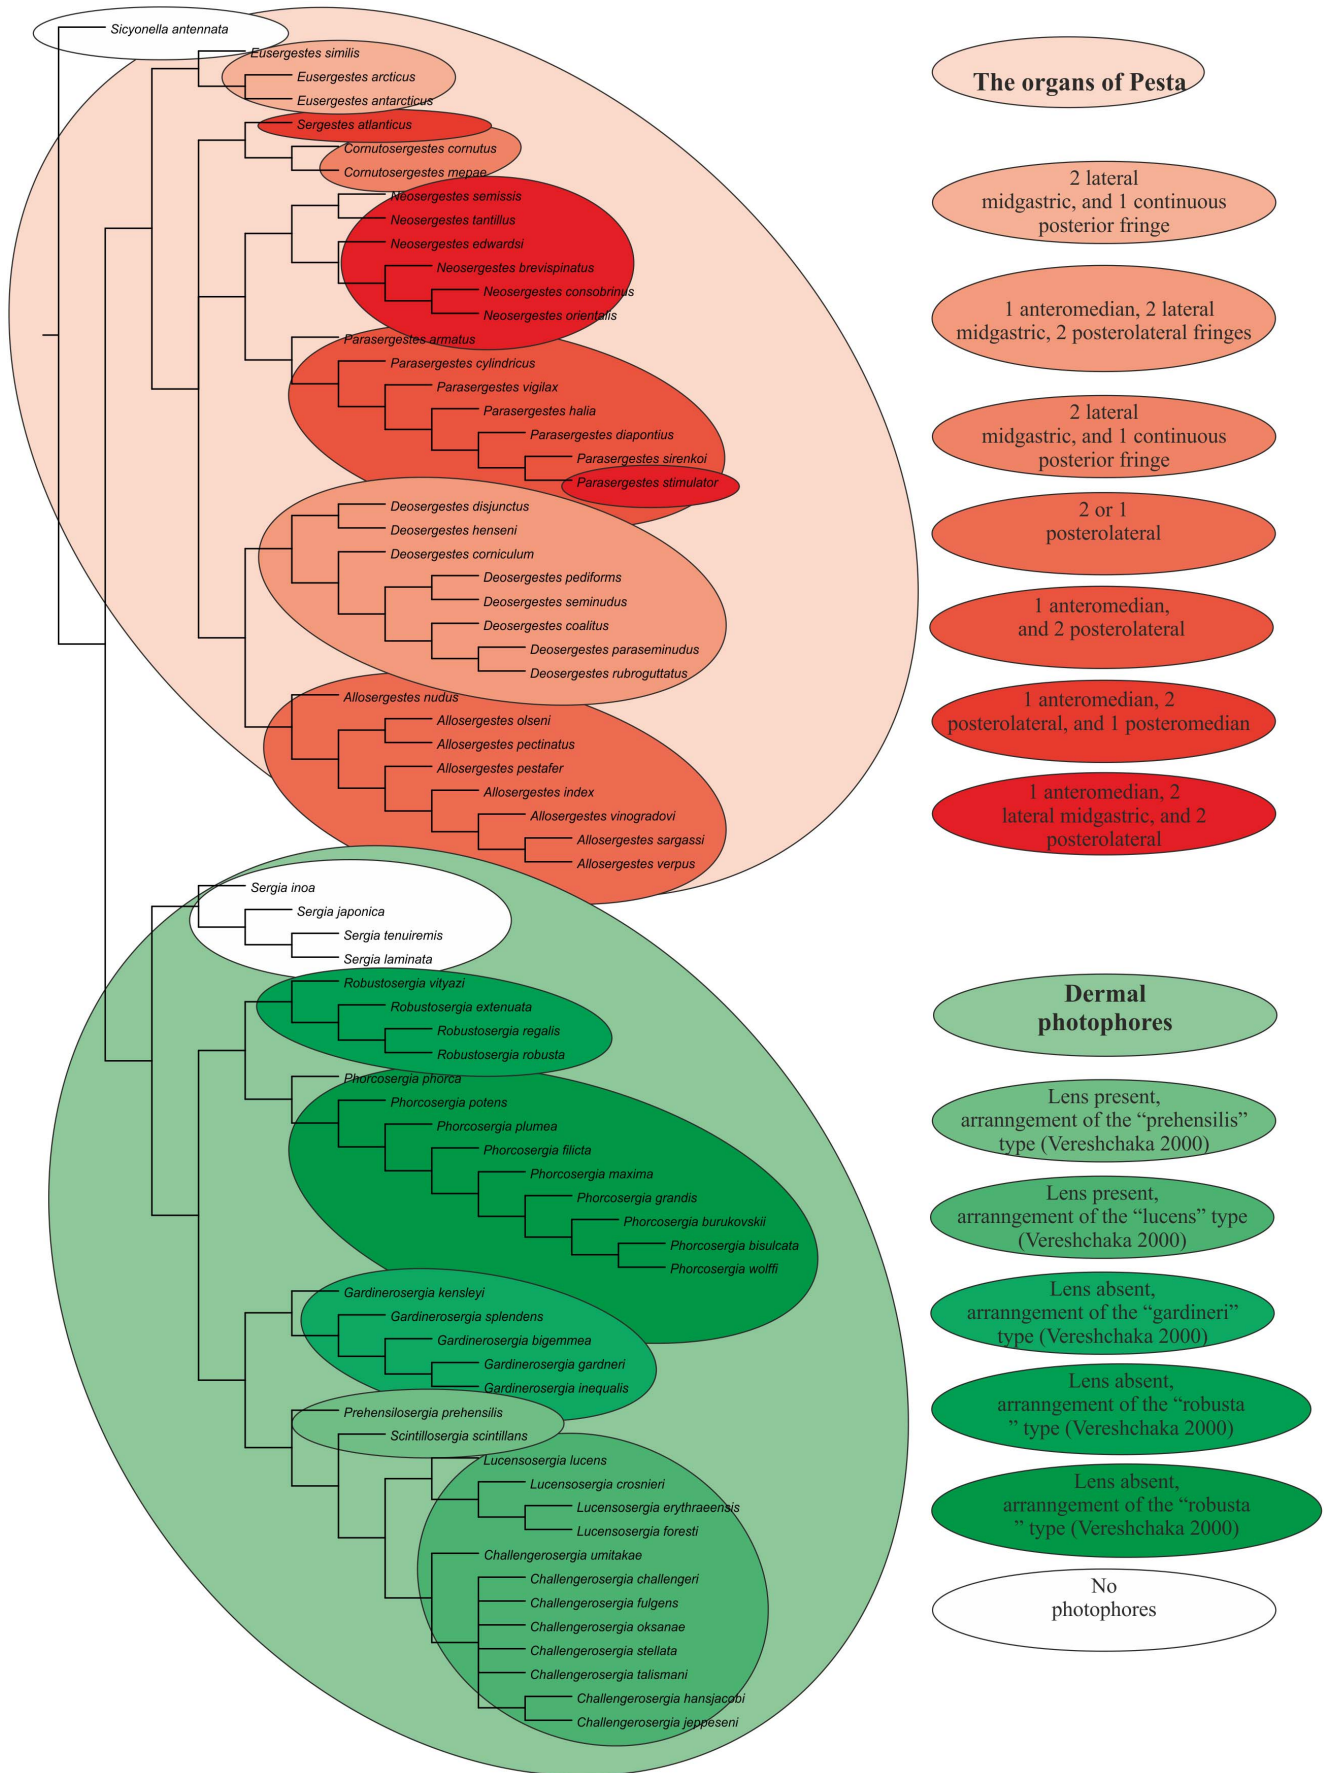 Sicyonella antennata
Eusergestes similis
Eusergestes arcticus
Eusergestes antarcticus
Sergestes atlanticus
Cornutosergestes cornutus
Cornutosergestes mepae
Neosergestes semissis
Neosergestes tantillus
Neosergestes edwardsi
Neosergestes brevispinatus
Neosergestes consobrinus
Neosergestes orientalis
Parasergestes armatus
Parasergestes cylindricus
Parasergestes vigilax
Parasergestes halia
Parasergestes diapontius
Parasergestes sirenkoi
Parasergestes stimulator
Deosergestes disjunctus
Deosergestes henseni
Deosergestes corniculum
Deosergestes pediforms
Deosergestes seminudus
Deosergestes coalitus
Deosergestes paraseminudus
Deosergestes rubroguttatus
Allosergestes nudus
Allosergestes olseni
Allosergestes pectinatus
Allosergestes pestafer
Allosergestes index
Allosergestes vinogradovi
Allosergestes sargassi
Allosergestes verpus
Sergia inoa
Sergia japonica
Sergia tenuiremis
Sergia laminata
Robustosergia vityazi
Robustosergia extenuata
Robustosergia regalis
Robustosergia robusta
Phorcosergia phorca
Phorcosergia potens
Phorcosergia plumea
Phorcosergia filicta
Phorcosergia maxima
Phorcosergia grandis
Phorcosergia burukovskii
Phorcosergia bisulcata
Phorcosergia wolffi
Gardinerosergia kensleyi
Gardinerosergia splendens
Gardinerosergia bigemmea
Gardinerosergia gardneri
Gardinerosergia inequalis
Prehensilosergia prehensilis
Scintillosergia scintillans
Lucensosergia lucens
Lucensosergia crosnieri
Lucensosergia erythraeensis
Lucensosergia foresti
Challengerosergia umitakae
Challengerosergia challengeri
Challengerosergia fulgens
Challengerosergia oksanae
Challengerosergia stellata
Challengerosergia talismani
Challengerosergia hansjacobi
Challengerosergia jeppeseni
The organs of Pesta
2 lateral
midgastric, and 1 continuous
posterior fringe
1 anteromedian, 2 lateral
midgastric, 2 posterolateral fringes
2 lateral
midgastric, and 1 continuous
posterior fringe
2 or 1
posterolateral
1 anteromedian,
and 2 posterolateral
1 anteromedian, 2
posterolateral, and 1 posteromedian
1 anteromedian, 2
lateral midgastric, and 2
posterolateral
Dermal
photophores
Lens present,
arranngement of the “prehensilis”
type (Vereshchaka 2000)
Lens present,
arranngement of the “lucens” type
(Vereshchaka 2000)
Lens absent,
arranngement of the “gardineri”
type (Vereshchaka 2000)
Lens absent,
arranngement of the “robusta
” type (Vereshchaka 2000)
Lens absent,
arranngement of the “robusta
” type (Vereshchaka 2000)
No
photophores